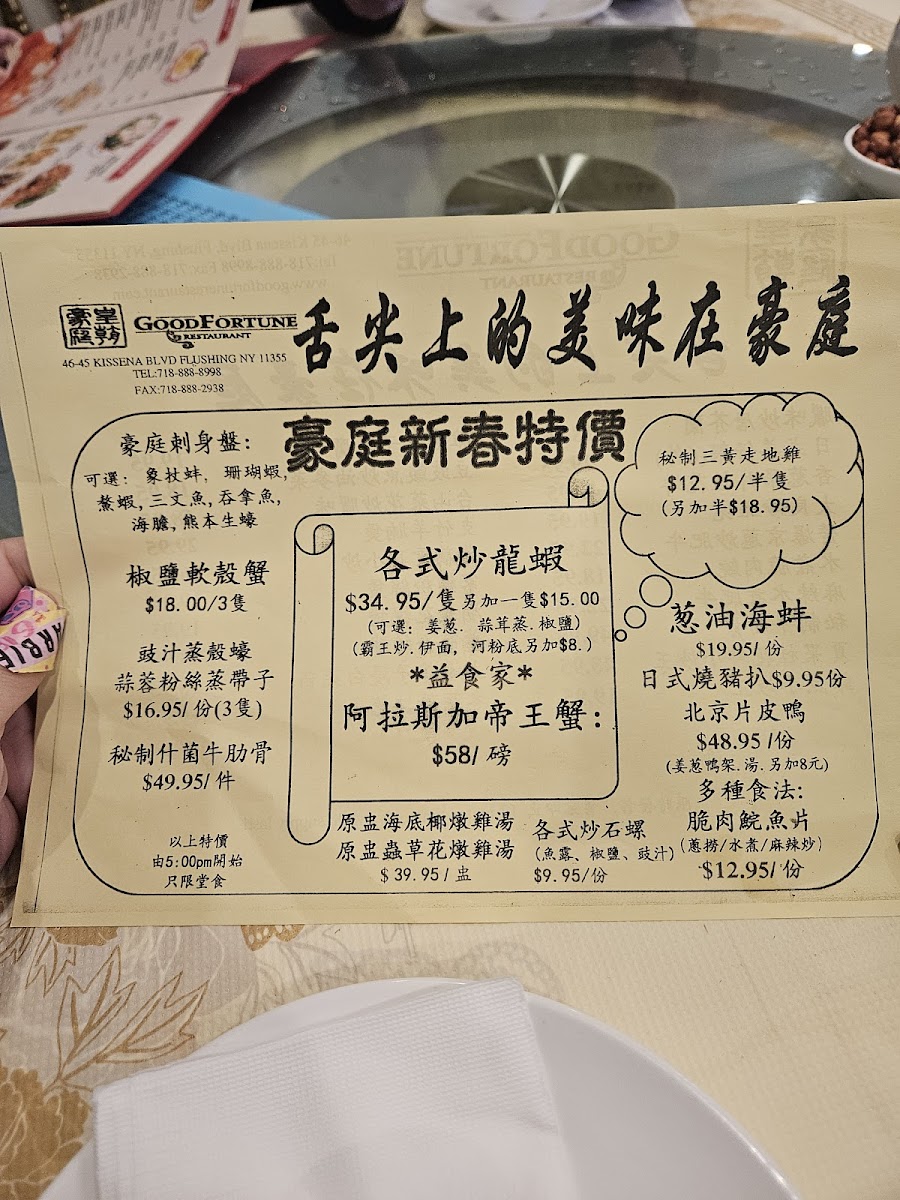 豪庭
皇朝
GOODFORTUNE
RESTAURANT
46-45 KISSENA BLVD FLUSHING NY 11355
TEL:718-888-8998
FAX:718-888-2938
舌尖上的美味在豪庭
豪庭新春特價
豪庭刺身盤:
可選: 象拔蚌, 珊瑚蝦,
螯蝦, 三文魚, 吞拿魚,
海膽, 熊本生蠔
椒鹽軟殼蟹
$18.00/3隻
豉汁蒸殼蠔
蒜蓉粉絲蒸帶子
$16.95/ 份(3隻)
秘制什菌牛肋骨
$49.95/ 件
以上特價
由5:00pm開始
只限堂食
各式炒龍蝦
$34.95/隻另加一隻$15.00
(可選: 姜葱. 蒜茸蒸. 椒鹽)
(霸王炒. 伊面, 河粉底另加$8.)
*益食家*
阿拉斯加帝王蟹:
$58/ 磅
原盅海底椰燉雞湯
原盅蟲草花燉雞湯
$ 39.95 / 盅
各式炒石螺
(魚露、椒鹽、豉汁)
$9.95/份
秘制三黃走地雞
$12.95/半隻
(另加半$18.95)
葱油海蚌
$19.95/ 份
日式燒豬扒$9.95份
北京片皮鴨
$48.95 /份
(姜葱鴨架. 湯. 另加8元)
多種食法:
脆肉鯇魚片
(蔥撈/水煮/麻辣炒)
$12.95/ 份